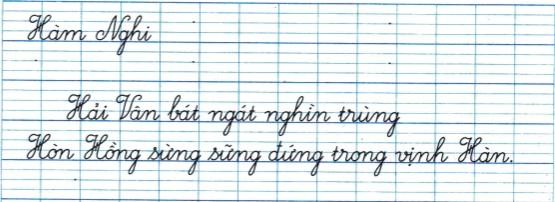 Hàm Nghi
Hải Vân bát ngát nghìn trùng
Hòn Hồng sừng sững đứng trong vịnh Hàn.